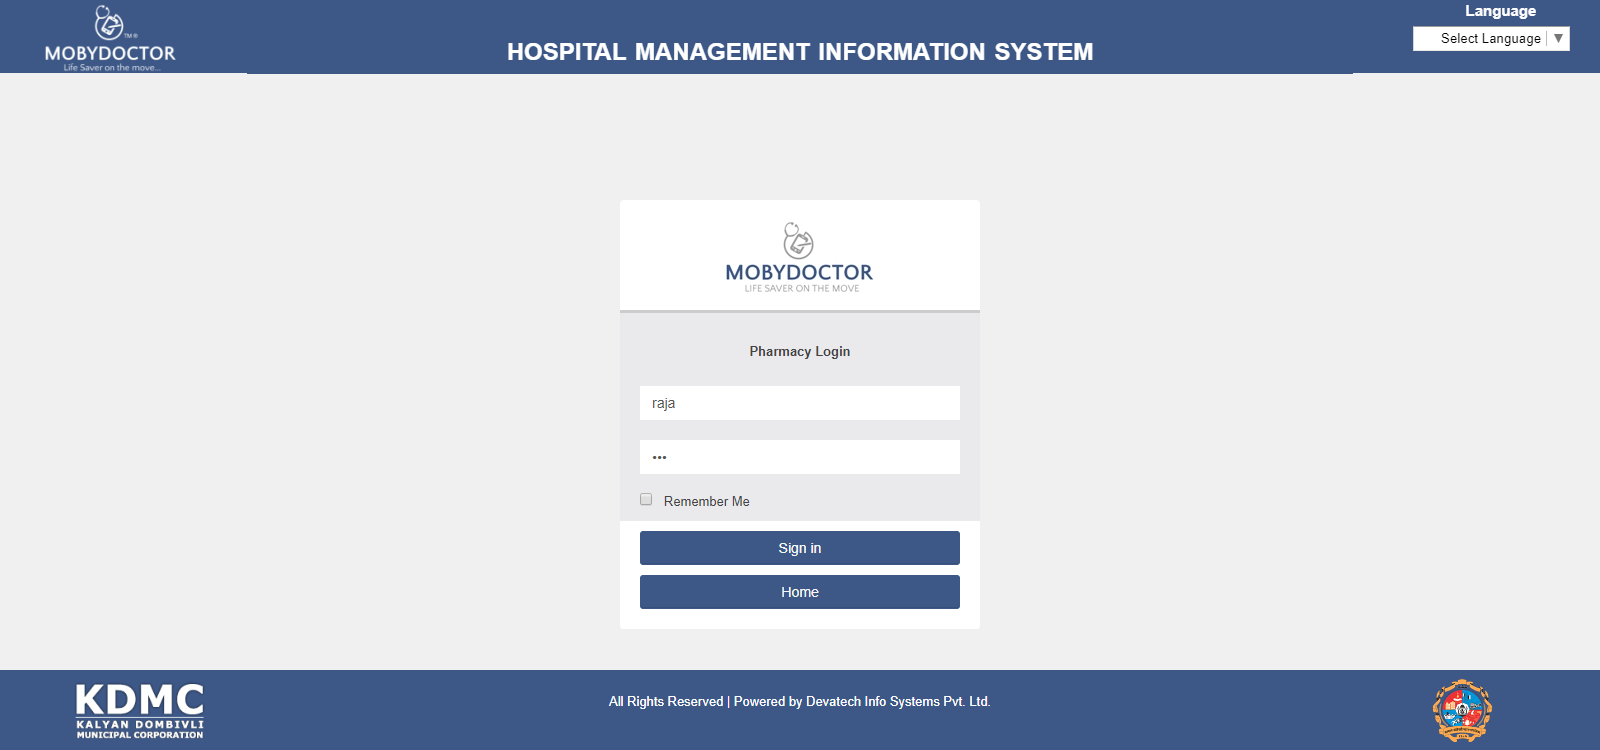 TM ®
MOBYDOCTOR
Life Saver on the move...
HOSPITAL MANAGEMENT INFORMATION SYSTEM
Language
Select Language ▼
MOBYDOCTOR
LIFE SAVER ON THE MOVE
Pharmacy Login
raja
•••
Remember Me
Sign in
Home
KDMC
KALYAN DOMBIVLI
MUNICIPAL CORPORATION
All Rights Reserved | Powered by Devatech Info Systems Pvt. Ltd.